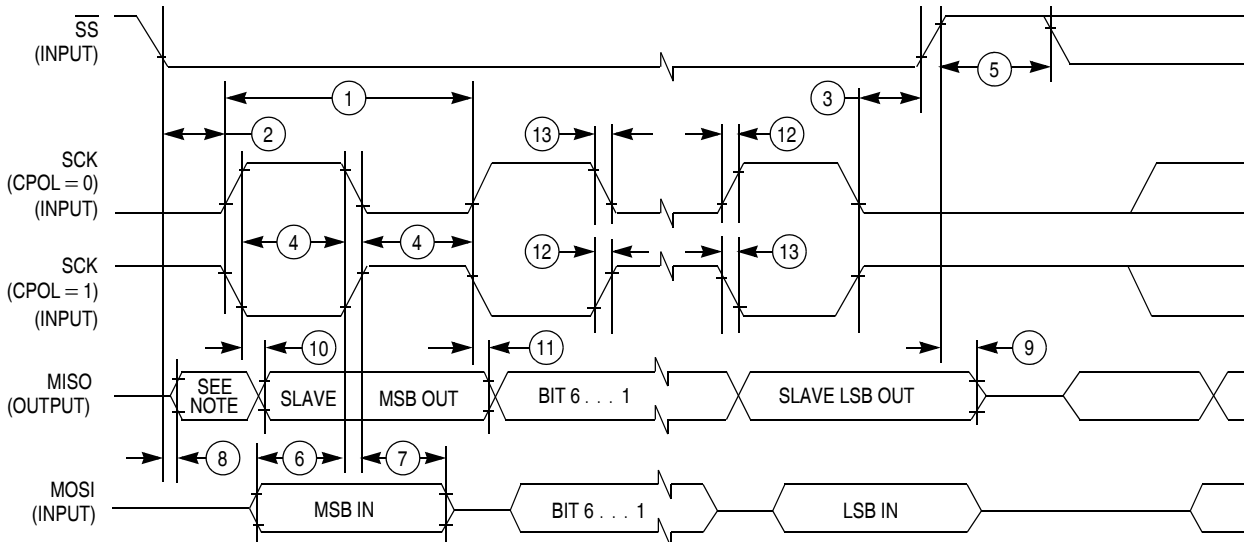 SS
(INPUT)
5
1
3
2
13
12
SCK
(CPOL = 0)
(INPUT)
4
4
12
13
SCK
(CPOL = 1)
(INPUT)
10
11
9
MISO
(OUTPUT)
SEE
NOTE
SLAVE
MSB OUT
BIT 6 . . . 1
SLAVE LSB OUT
8
6
7
MOSI
(INPUT)
MSB IN
BIT 6 . . . 1
LSB IN